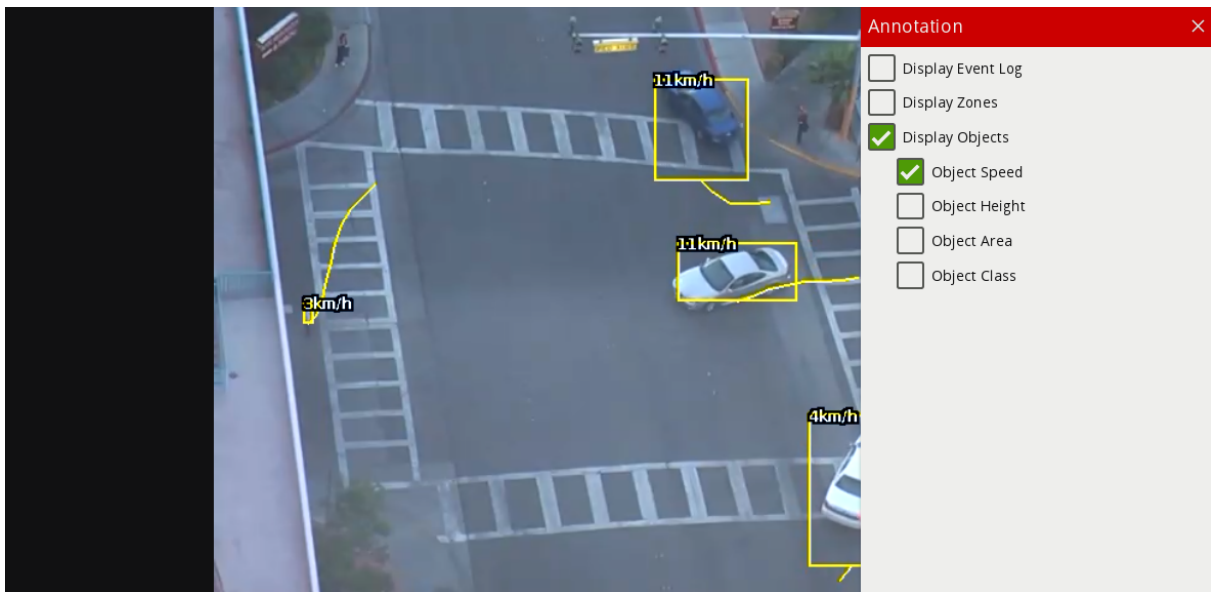 Annotation
Display Event Log
Display Zones
Display Objects
Object Speed
Object Height
Object Area
Object Class
11km/h
11km/h
3km/h
4km/h